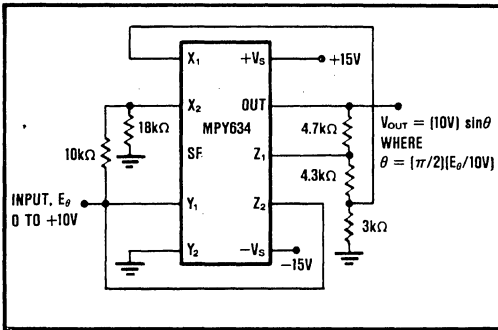 X1
+VS
+15V
X2
OUT
VOUT = (10V) sinθ
18kΩ
MPY634
4.7kΩ
WHERE
10kΩ
SF
Z1
θ = (π/2)(Eθ/10V)
4.3kΩ
INPUT, Eθ
0 TO +10V
Y1
Z2
3kΩ
Y2
−VS
−15V